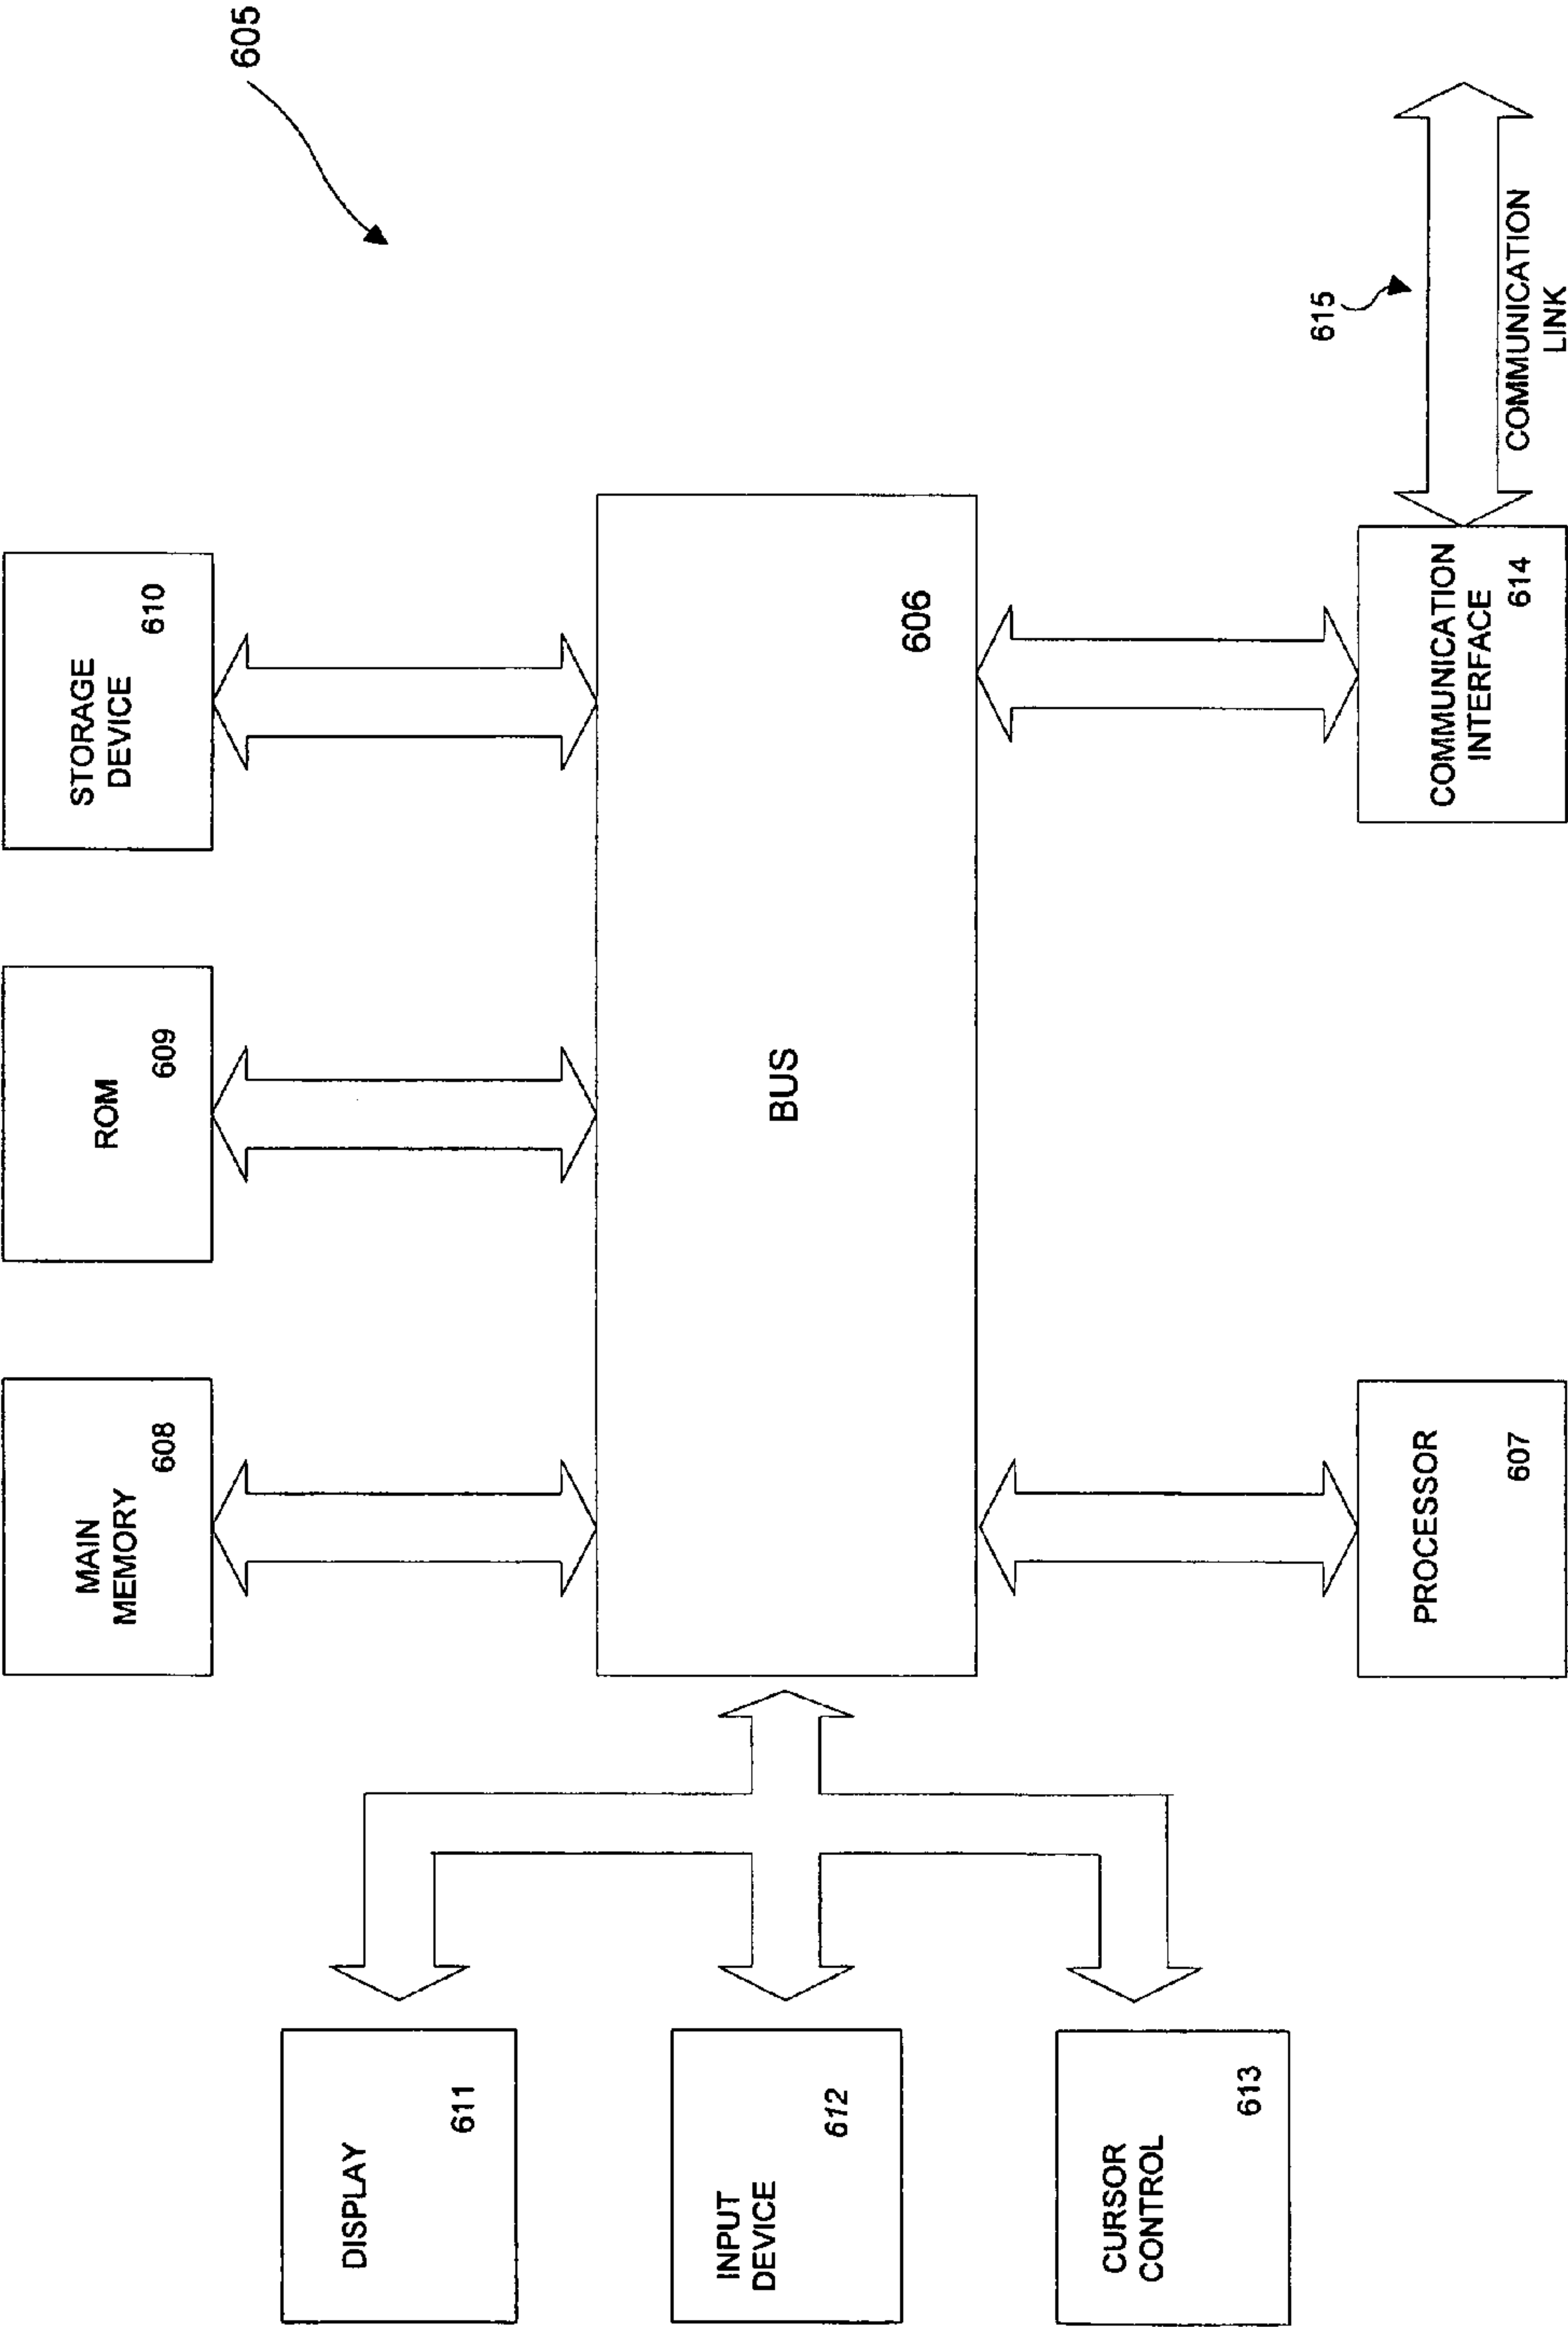 605
MAIN
MEMORY
608
ROM
609
STORAGE
DEVICE
610
DISPLAY
611
INPUT
DEVICE
612
BUS
606
CURSOR
CONTROL
613
PROCESSOR
607
COMMUNICATION
INTERFACE
614
615
COMMUNICATION
LINK